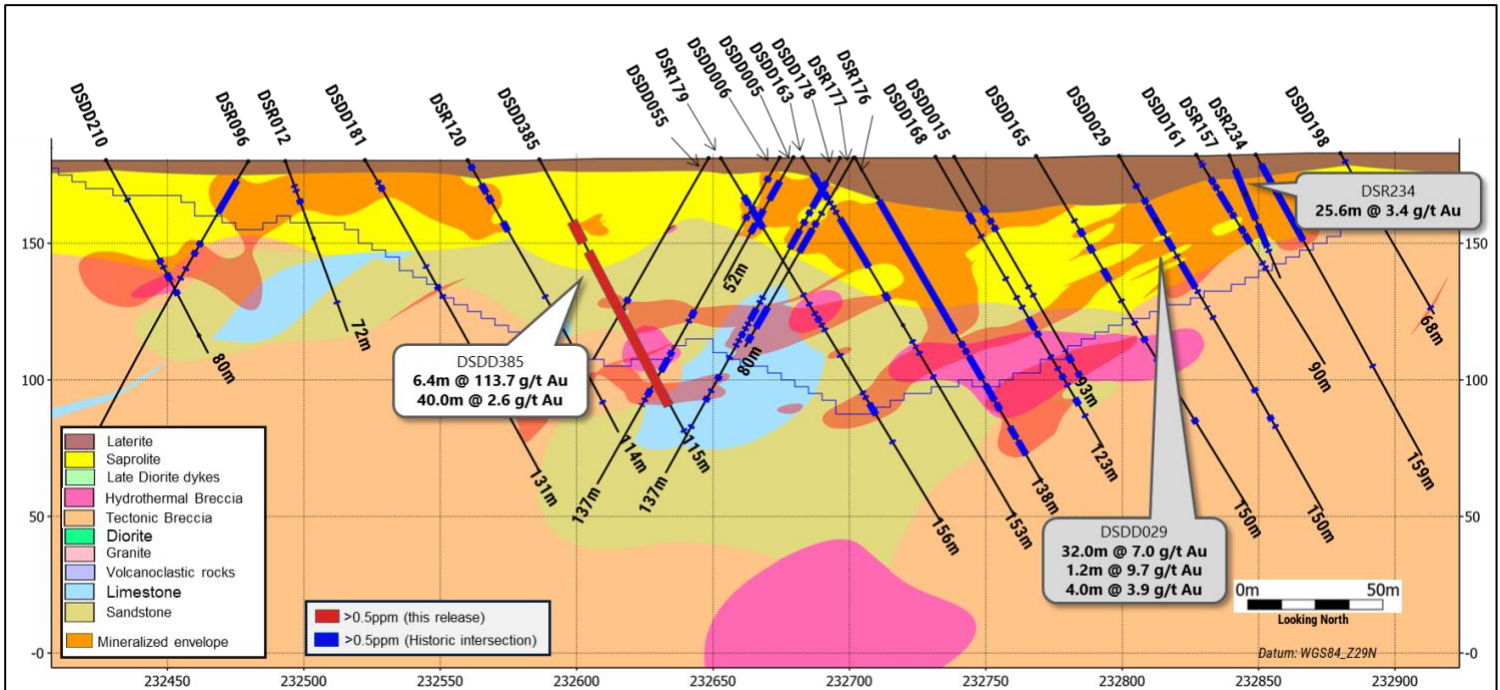 DSDD210
DSR096
DSR012
DSDD181
DSR120
DSDD385
DSDD055
DSR179
DSDD006
DSDD005
DSDD163
DSDD178
DSR177
DSR176
DSDD168
DSDD015
DSDD165
DSDD029
DSDD161
DSR157
DSR234
DSDD198
DSR234
25.6m @ 3.4 g/t Au
150
150
52m
68m
72m
80m
80m
DSDD385
6.4m @ 113.7 g/t Au
40.0m @ 2.6 g/t Au
100
100
90m
93m
114m
115m
123m
131m
137m
137m
138m
159m
156m
153m
150m
150m
50
50
DSDD029
32.0m @ 7.0 g/t Au
1.2m @ 9.7 g/t Au
4.0m @ 3.9 g/t Au
Laterite
Saprolite
Late Diorite dykes
Hydrothermal Breccia
Tectonic Breccia
Diorite
Granite
Volcanoclastic rocks
Limestone
Sandstone
Mineralized envelope
>0.5ppm (this release)
>0.5ppm (Historic intersection)
0m 50m
Looking North
Datum: WGS84_Z29N
-0
-0
232450 232500 232550 232600 232650 232700 232750 232800 232850 232900